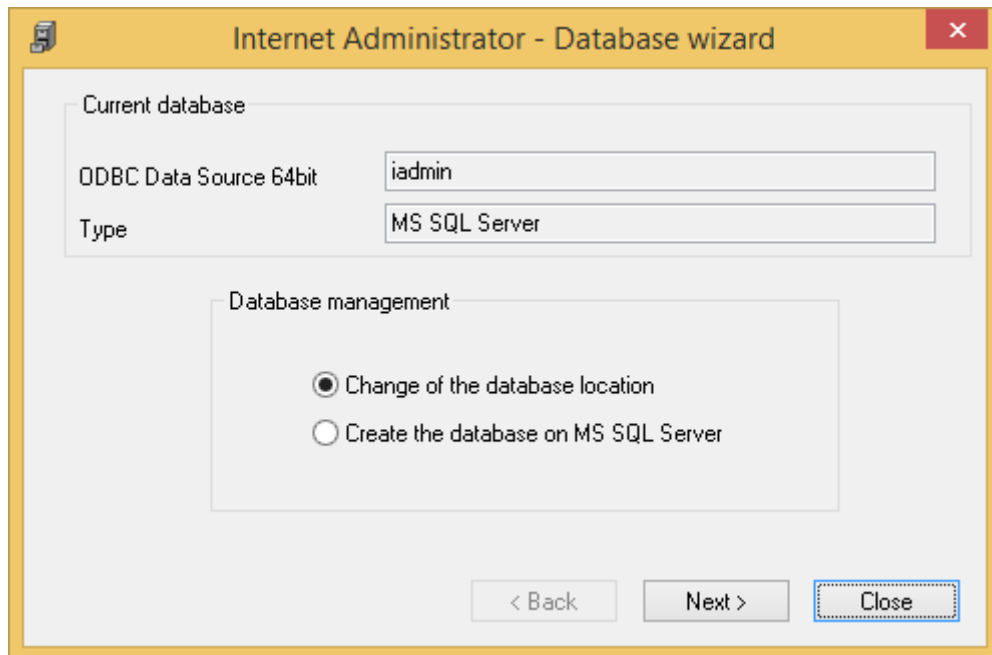 Internet Administrator - Database wizard
Current database
ODBC Data Source 64bit
iadmin
Type
MS SQL Server
Database management
Change of the database location
Create the database on MS SQL Server
< Back
Next >
Close